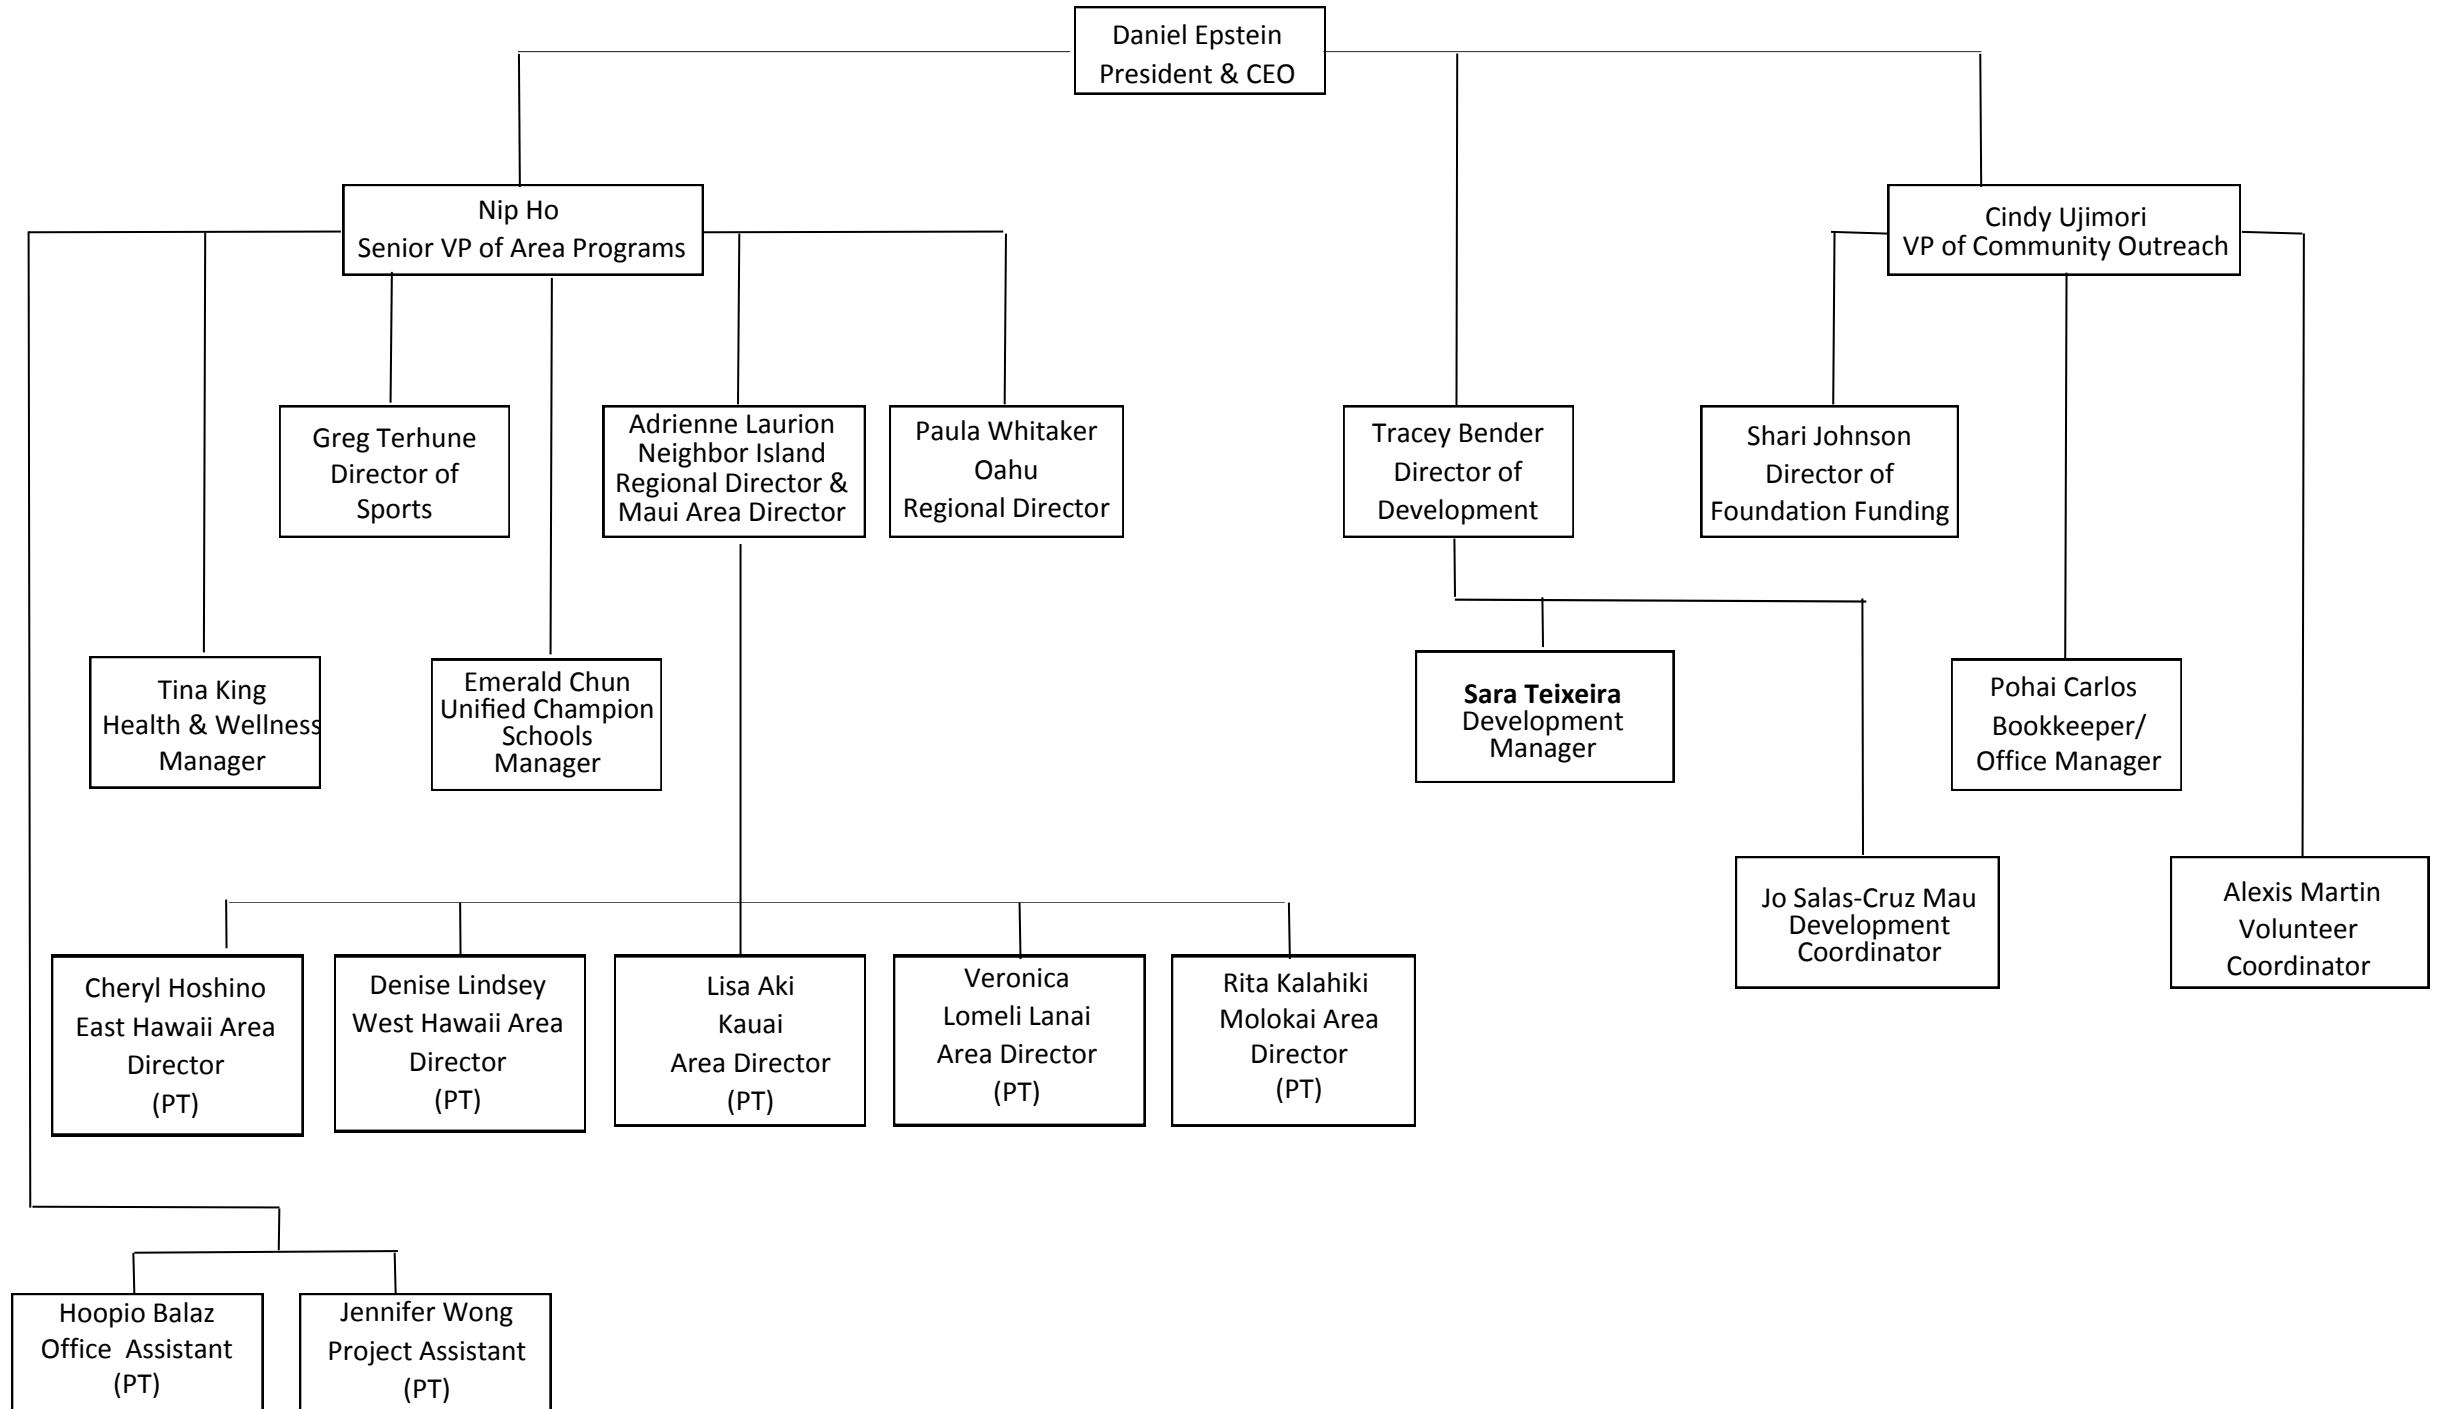 Daniel Epstein
President & CEO
Nip Ho
Senior VP of Area Programs
Cindy Ujimori
VP of Community Outreach
Greg Terhune
Director of
Sports
Adrienne Laurion
Neighbor Island
Regional Director &
Maui Area Director
Paula Whitaker
Oahu
Regional Director
Tracey Bender
Director of
Development
Shari Johnson
Director of
Foundation Funding
Tina King
Health & Wellness
Manager
Emerald Chun
Unified Champion
Schools
Manager
Sara Teixeira
Development
Manager
Pohai Carlos
Bookkeeper/
Office Manager
Jo Salas-Cruz Mau
Development
Coordinator
Alexis Martin
Volunteer
Coordinator
Cheryl Hoshino
East Hawaii Area
Director
(PT)
Denise Lindsey
West Hawaii Area
Director
(PT)
Lisa Aki
Kauai
Area Director
(PT)
Veronica
Lomeli Lanai
Area Director
(PT)
Rita Kalahiki
Molokai Area
Director
(PT)
Hoopio Balaz
Office  Assistant
(PT)
Jennifer Wong
Project Assistant
(PT)